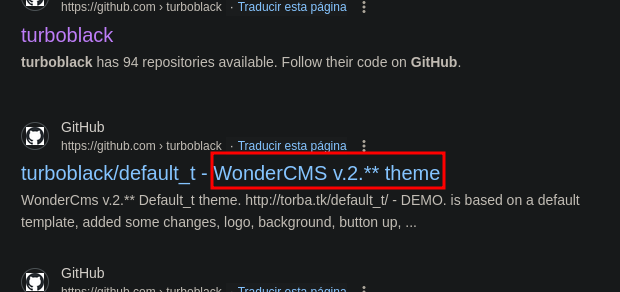 https://github.com › turboblack · Traducir esta página
turboblack
turboblack has 94 repositories available. Follow their code on GitHub.
GitHub
https://github.com › turboblack · Traducir esta página
turboblack/default_t - WonderCMS v.2.** theme
WonderCms v.2.** Default_t theme. http://torba.tk/default_t/ - DEMO. is based on a default
template, added some changes, logo, background, button up, ...
GitHub
https://github.com › turboblack · Traducir esta página